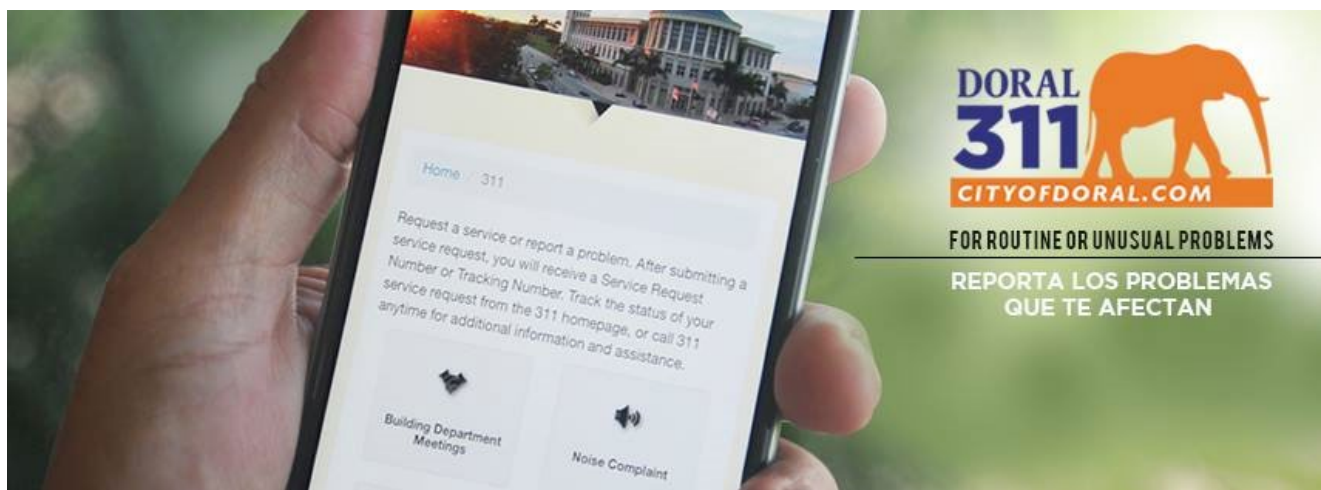 Home / 311
Request a service or report a problem. After submitting a
service request, you will receive a Service Request
Number or Tracking Number. Track the status of your
service request from the 311 homepage, or call 311
anytime for additional information and assistance.
Building Department
Meetings
Noise Complaint
DORAL
311
CITYOFDORAL.COM
FOR ROUTINE OR UNUSUAL PROBLEMS
REPORTA LOS PROBLEMAS
QUE TE AFECTAN